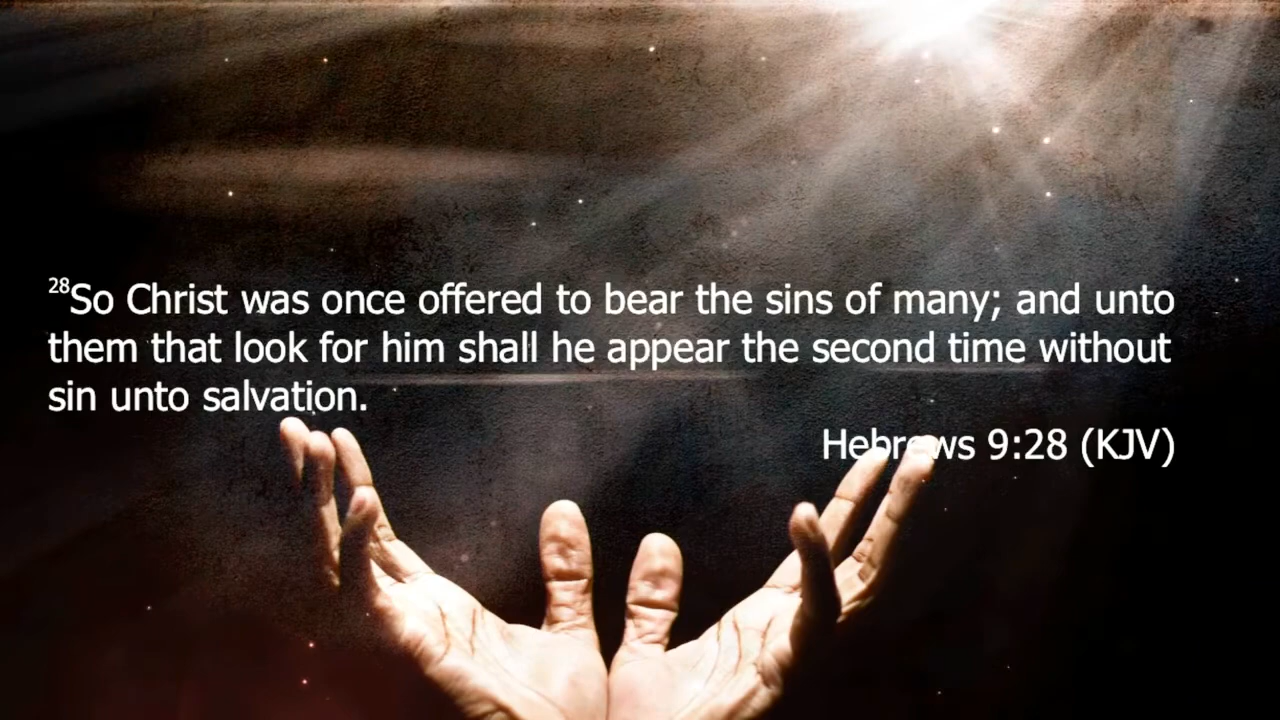 28So Christ was once offered to bear the sins of many; and unto
them that look for him shall he appear the second time without
sin unto salvation.
Hebrews 9:28 (KJV)